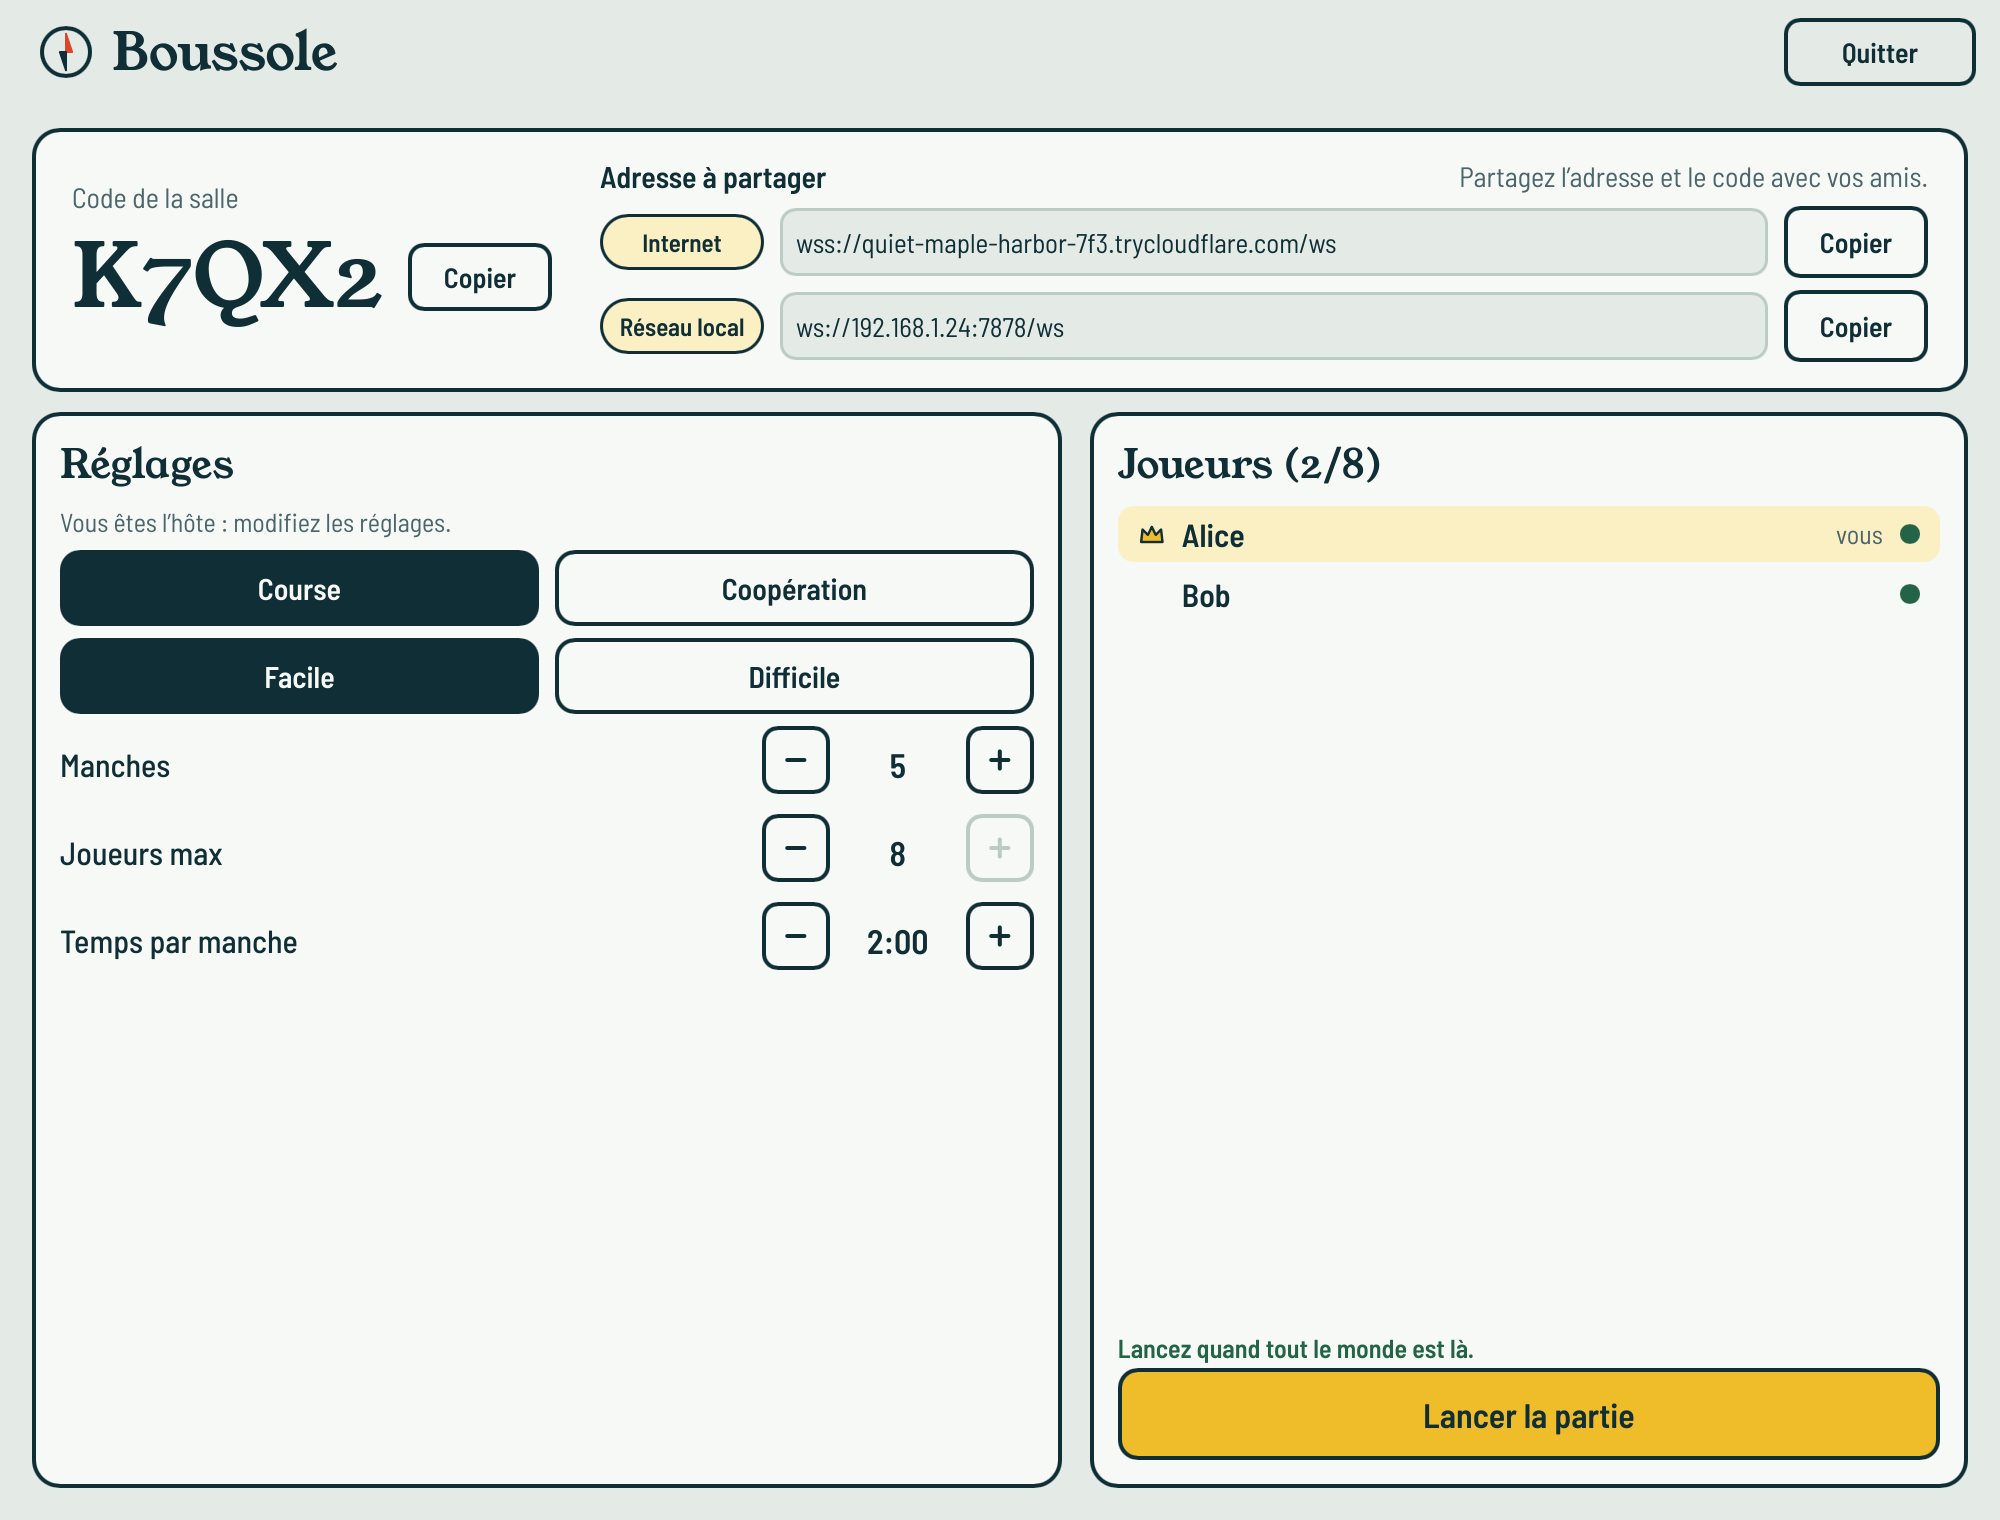 Boussole
Quitter
Code de la salle
K7QX2
Copier
Adresse à partager
Partagez l’adresse et le code avec vos amis.
Internet
wss://quiet-maple-harbor-7f3.trycloudflare.com/ws
Copier
Réseau local
ws://192.168.1.24:7878/ws
Copier
Réglages
Vous êtes l’hôte : modifiez les réglages.
Course
Coopération
Facile
Difficile
Manches
− 5 +
Joueurs max
− 8 +
Temps par manche
− 2:00 +
Joueurs (2/8)
Alice
vous
Bob
Lancez quand tout le monde est là.
Lancer la partie